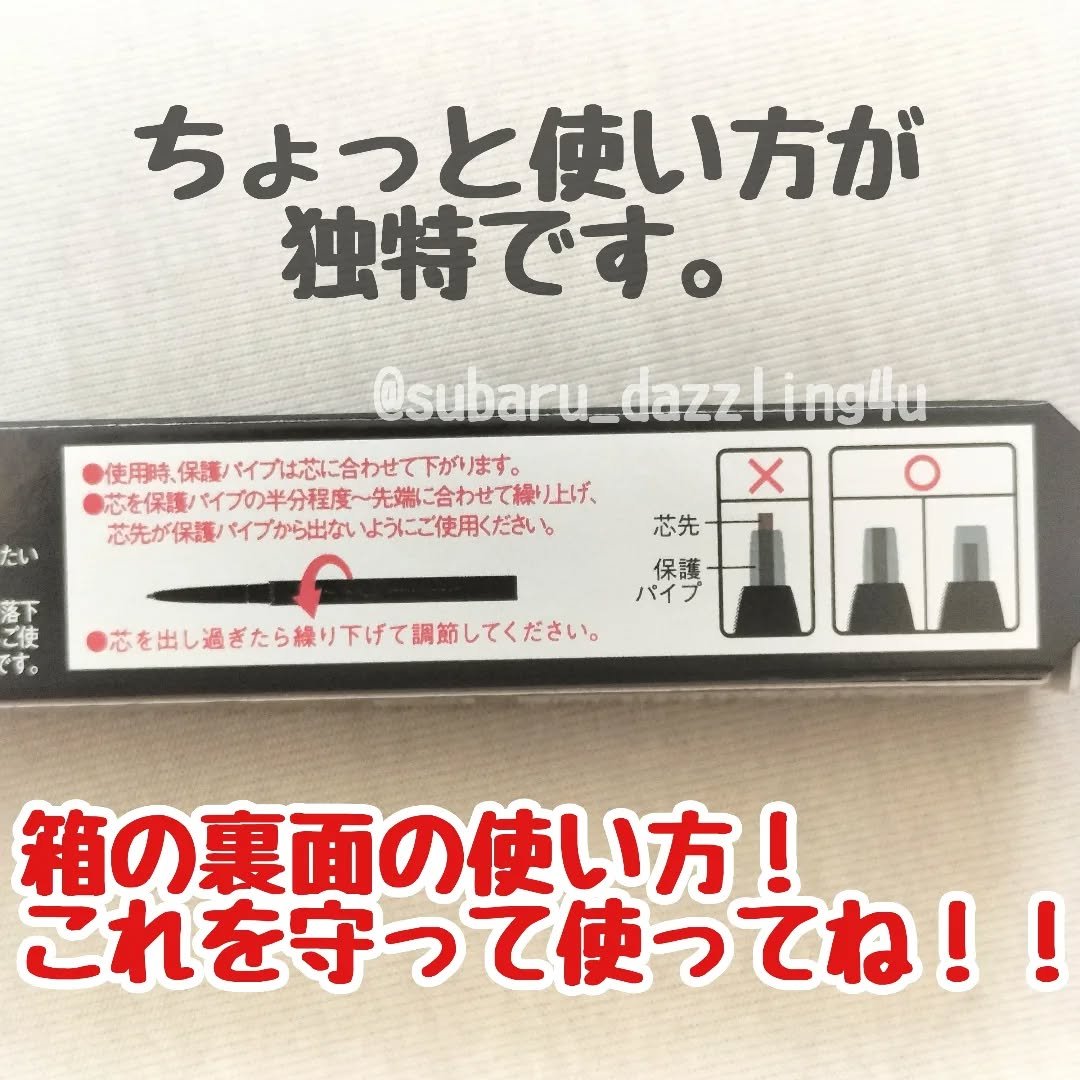 ちょっと使い方が
独特です。
@subaru_dazzling4u
●使用時、保護パイプは芯に合わせて下がります。
●芯を保護パイプの半分程度～先端に合わせて繰り上げ、
芯先が保護パイプから出ないようにご使用ください。
●芯を出し過ぎたら繰り下げて調節してください。
×
○
芯先
保護
パイプ
たい
落下
ご使
です。
箱の裏面の使い方！
これを守って使ってね！！